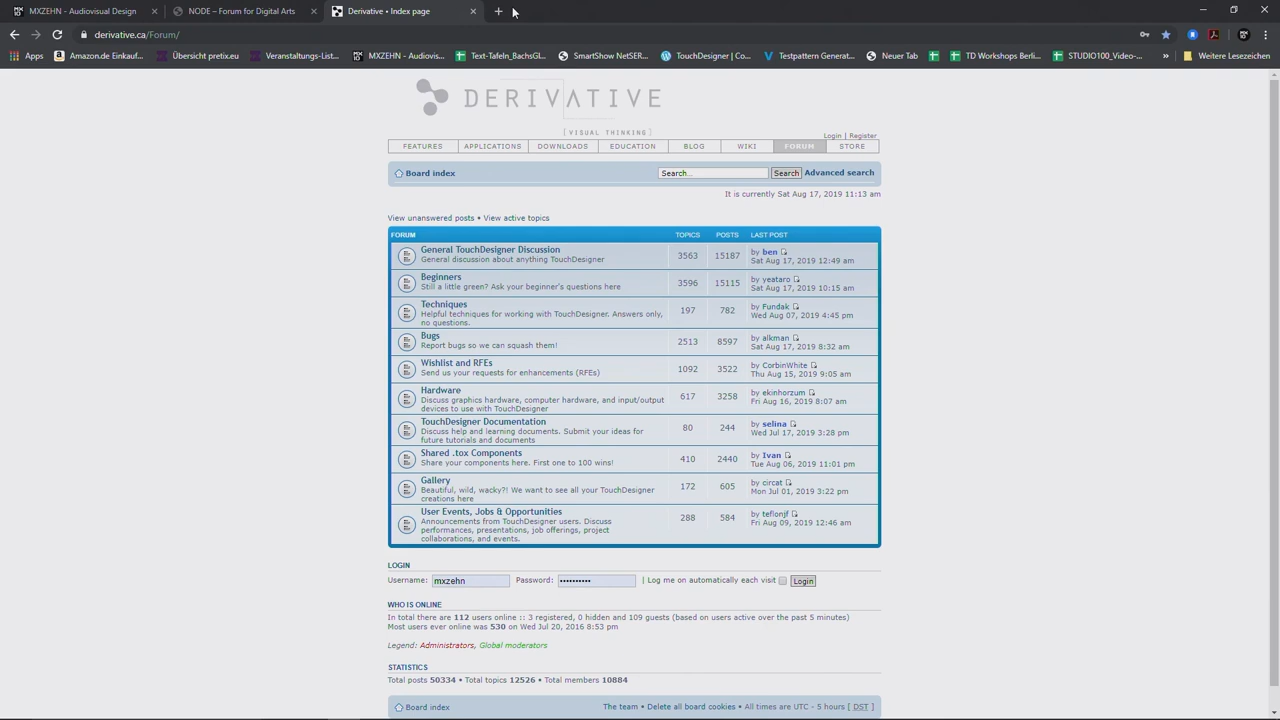 MXZEHN - Audiovisual Design
NODE – Forum for Digital Arts
Derivative • Index page
derivative.ca/Forum/
Apps
Amazon.de Einkauf...
Übersicht pretix.eu
Veranstaltungs-List...
MXZEHN - Audiovis...
Text-Tafeln_BachsGl...
SmartShow NetSER...
TouchDesigner | Co...
Testpattern Generat...
Neuer Tab
TD Workshops Berli...
STUDIO100_Video-...
»
Weitere Lesezeichen
DERIVATIVE
[ VISUAL THINKING ]
Login | Register
FEATURES APPLICATIONS DOWNLOADS EDUCATION BLOG WIKI FORUM STORE
Board index
Search... Search Advanced search
It is currently Sat Aug 17, 2019 11:13 am
View unanswered posts • View active topics
FORUM TOPICS POSTS LAST POST
General TouchDesigner Discussion
General discussion about anything TouchDesigner
3563 15187
by ben
Sat Aug 17, 2019 12:49 am
Beginners
Still a little green? Ask your beginner's questions here
3596 15115
by yeataro
Sat Aug 17, 2019 10:15 am
Techniques
Helpful techniques for working with TouchDesigner. Answers only,
no questions.
197 782
by Fundak
Wed Aug 07, 2019 4:45 pm
Bugs
Report bugs so we can squash them!
2513 8597
by alkman
Sat Aug 17, 2019 8:32 am
Wishlist and RFEs
Send us your requests for enhancements (RFEs)
1092 3522
by CorbinWhite
Thu Aug 15, 2019 9:05 am
Hardware
Discuss graphics hardware, computer hardware, and input/output
devices to use with TouchDesigner
617 3258
by ekinhorzum
Fri Aug 16, 2019 8:07 am
TouchDesigner Documentation
Discuss help and learning documents. Submit your ideas for
future tutorials and documents
80 244
by selina
Wed Jul 17, 2019 3:28 pm
Shared .tox Components
Share your components here. First one to 100 wins!
410 2440
by Ivan
Tue Aug 06, 2019 11:01 pm
Gallery
Beautiful, wild, wacky?! We want to see all your TouchDesigner
creations here
172 605
by circat
Mon Jul 01, 2019 3:22 pm
User Events, Jobs & Opportunities
Announcements from TouchDesigner users. Discuss
performances, presentations, job offerings, project
collaborations, and events.
288 584
by teflonjf
Fri Aug 09, 2019 12:46 am
LOGIN
Username: mxzehn Password: •••••••••• | Log me on automatically each visit Login
WHO IS ONLINE
In total there are 112 users online :: 3 registered, 0 hidden and 109 guests (based on users active over the past 5 minutes)
Most users ever online was 530 on Wed Jul 20, 2016 8:53 pm
Legend: Administrators, Global moderators
STATISTICS
Total posts 50334 • Total topics 12526 • Total members 10884
Board index
The team • Delete all board cookies • All times are UTC - 5 hours [ DST ]